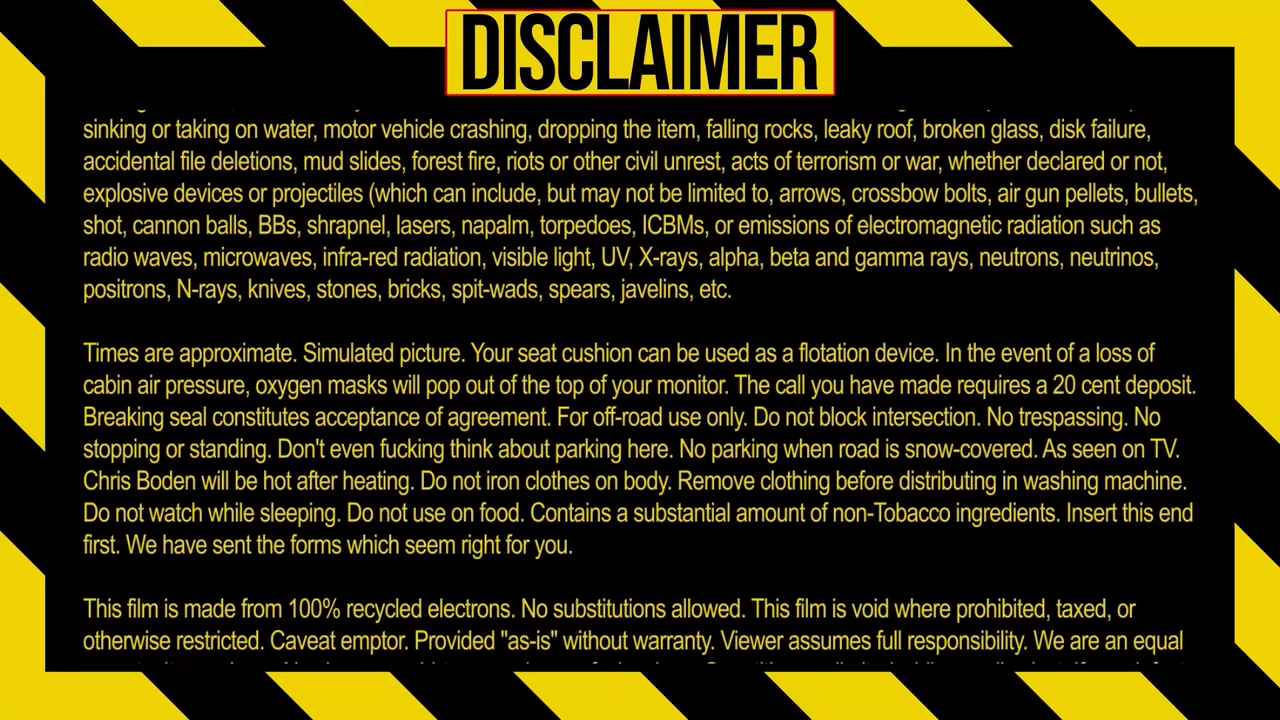 DISCLAIMER
sinking or taking on water, motor vehicle crashing, dropping the item, falling rocks, leaky roof, broken glass, disk failure,
accidental file deletions, mud slides, forest fire, riots or other civil unrest, acts of terrorism or war, whether declared or not,
explosive devices or projectiles (which can include, but may not be limited to, arrows, crossbow bolts, air gun pellets, bullets,
shot, cannon balls, BBs, shrapnel, lasers, napalm, torpedoes, ICBMs, or emissions of electromagnetic radiation such as
radio waves, microwaves, infra-red radiation, visible light, UV, X-rays, alpha, beta and gamma rays, neutrons, neutrinos,
positrons, N-rays, knives, stones, bricks, spit-wads, spears, javelins, etc.
Times are approximate. Simulated picture. Your seat cushion can be used as a flotation device. In the event of a loss of
cabin air pressure, oxygen masks will pop out of the top of your monitor. The call you have made requires a 20 cent deposit.
Breaking seal constitutes acceptance of agreement. For off-road use only. Do not block intersection. No trespassing. No
stopping or standing. Don't even fucking think about parking here. No parking when road is snow-covered. As seen on TV.
Chris Boden will be hot after heating. Do not iron clothes on body. Remove clothing before distributing in washing machine.
Do not watch while sleeping. Do not use on food. Contains a substantial amount of non-Tobacco ingredients. Insert this end
first. We have sent the forms which seem right for you.
This film is made from 100% recycled electrons. No substitutions allowed. This film is void where prohibited, taxed, or
otherwise restricted. Caveat emptor. Provided "as-is" without warranty. Viewer assumes full responsibility. We are an equal